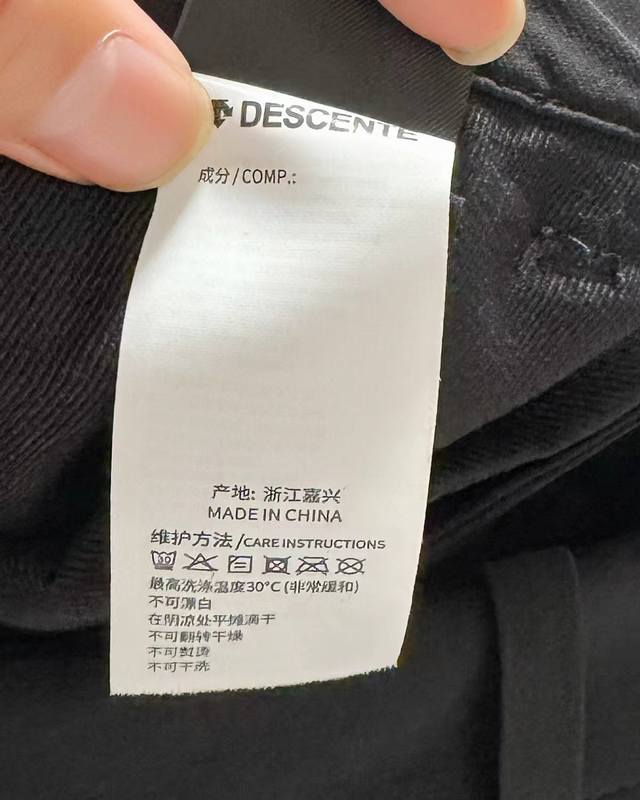 DESCENTE
成分/COMP.:
产地: 浙江嘉兴
MADE IN CHINA
维护方法/CARE INSTRUCTIONS
最高洗涤温度30°C (非常缓和)
不可漂白
在阴凉处平摊滴干
不可翻转干燥
不可熨烫
不可干洗